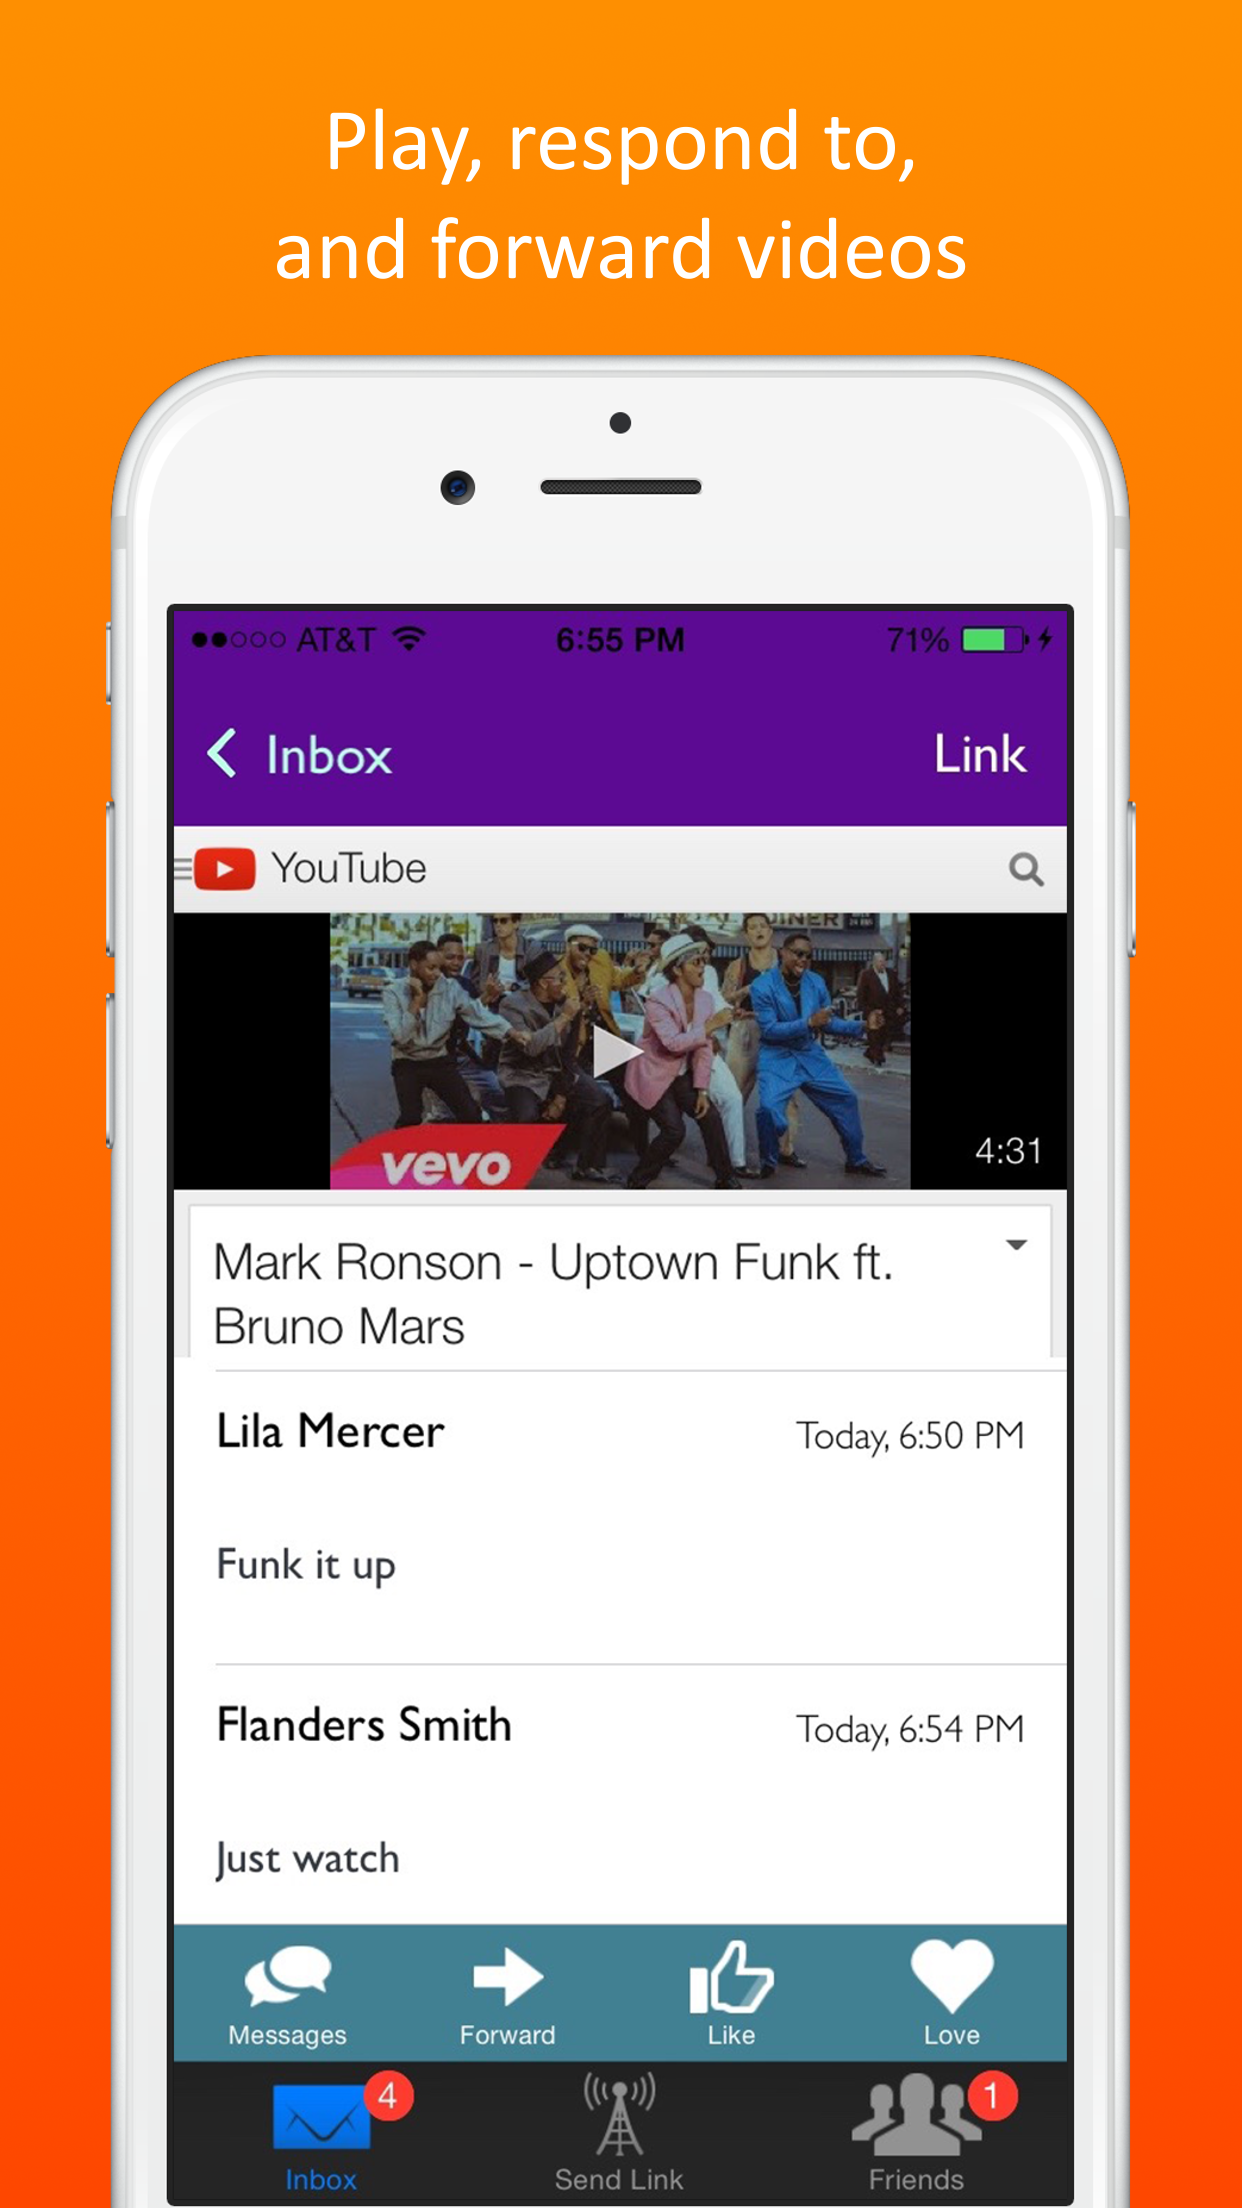 Play, respond to,
and forward videos
AT&T 6:55 PM 71%
Inbox Link
YouTube
DINER
vevo
4:31
Mark Ronson - Uptown Funk ft.
Bruno Mars
Lila Mercer Today, 6:50 PM
Funk it up
Flanders Smith Today, 6:54 PM
Just watch
Messages Forward Like Love
4 1
Inbox Send Link Friends